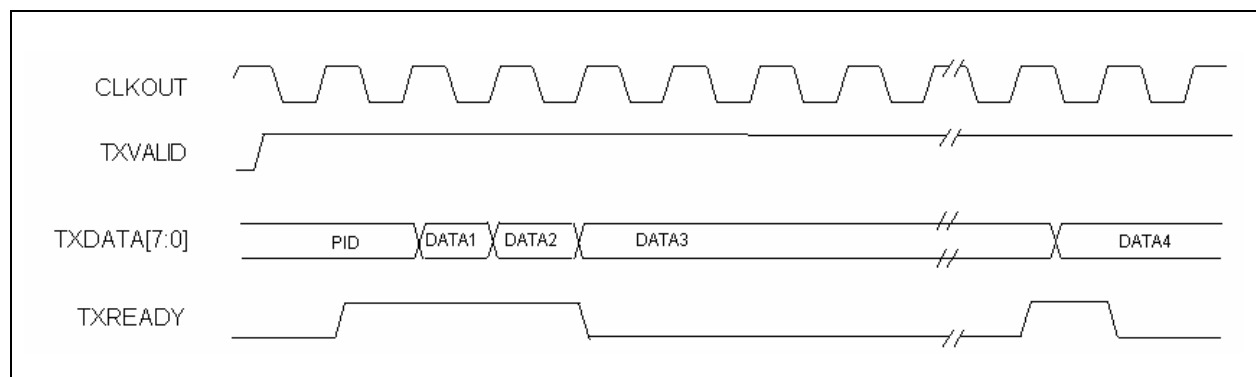 CLKOUT
TXVALID
TXDATA[7:0]
PID
DATA1
DATA2
DATA3
DATA4
TXREADY